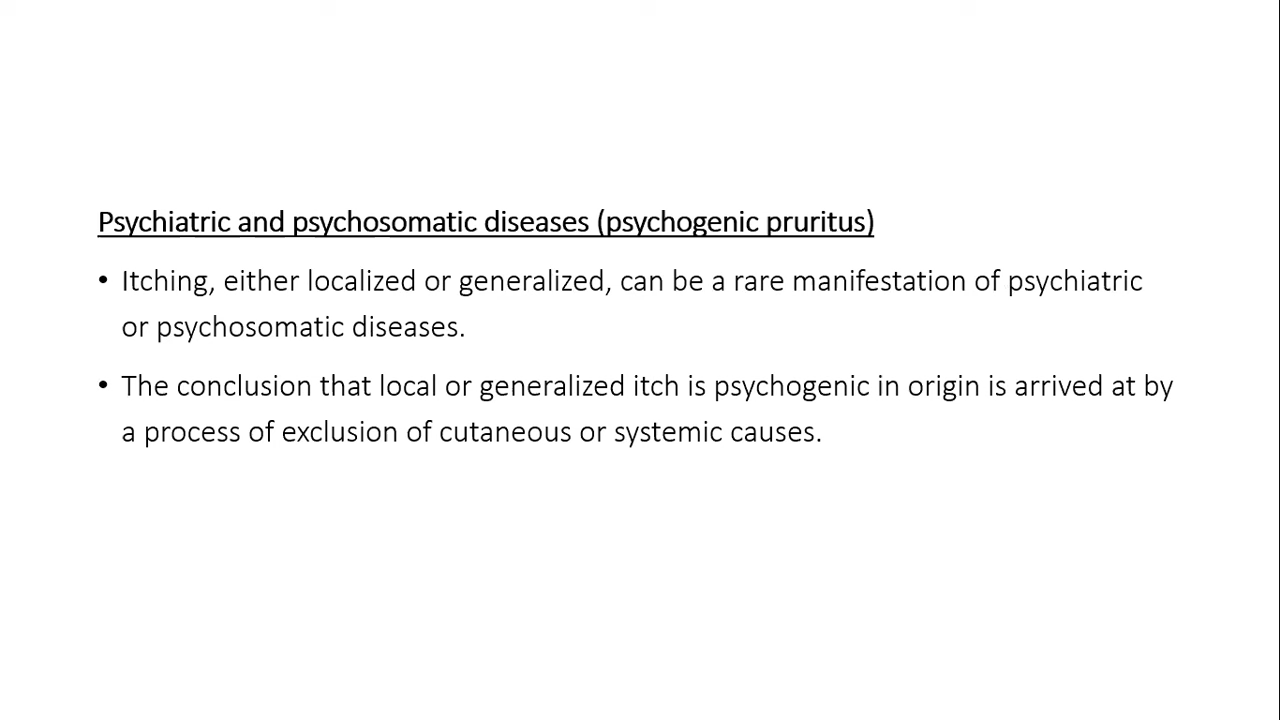 Psychiatric and psychosomatic diseases (psychogenic pruritus)
• Itching, either localized or generalized, can be a rare manifestation of psychiatric
or psychosomatic diseases.
• The conclusion that local or generalized itch is psychogenic in origin is arrived at by
a process of exclusion of cutaneous or systemic causes.